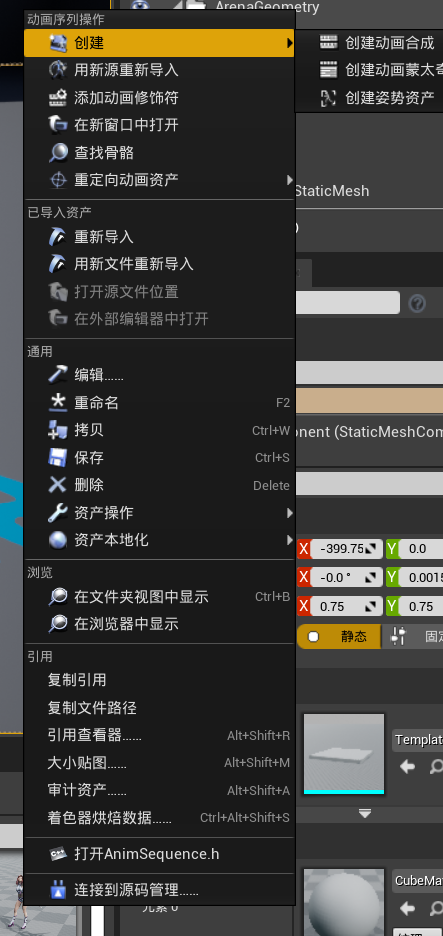 ArenaGeometry
动画序列操作
创建
用新源重新导入
添加动画修饰符
在新窗口中打开
查找骨骼
重定向动画资产
创建动画合成
创建动画蒙太奇
创建姿势资产
StaticMesh
已导入资产
重新导入
用新文件重新导入
打开源文件位置
在外部编辑器中打开
通用
编辑……
重命名 F2
拷贝 Ctrl+W
保存 Ctrl+S
删除 Delete
资产操作
资产本地化
onent (StaticMeshCom
X -399.75 Y 0.0
X -0.0 ° Y 0.0015
X 0.75 Y 0.75
静态 固定
浏览
在文件夹视图中显示 Ctrl+B
在浏览器中显示
引用
复制引用
复制文件路径
引用查看器…… Alt+Shift+R
大小贴图…… Alt+Shift+M
审计资产…… Alt+Shift+A
着色器烘焙数据…… Ctrl+Alt+Shift+S
打开AnimSequence.h
连接到源码管理……
Templat
CubeMa